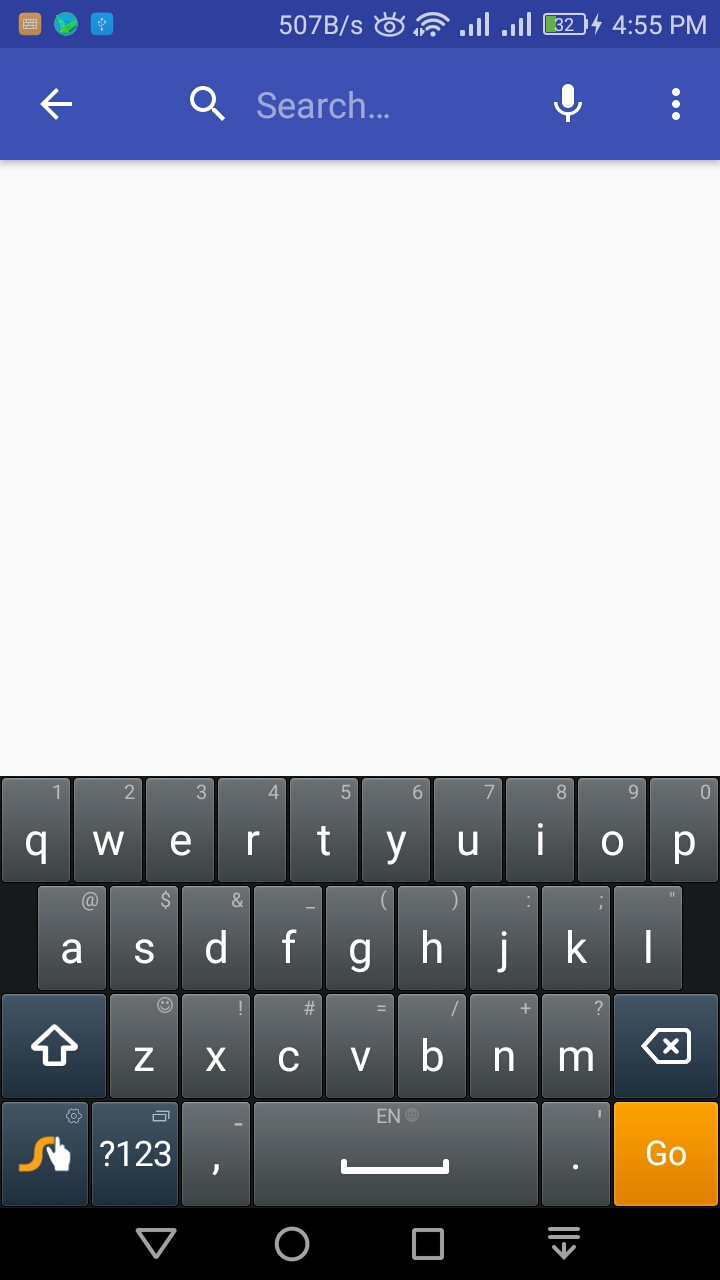 507B/s 32 4:55 PM
Search...
1 2 3 4 5 6 7 8 9 0
q w e r t y u i o p
@ $ & _ ( ) : ; "
a s d f g h j k l
! # = / + ?
z x c v b n m
- EN '
?123 , . Go